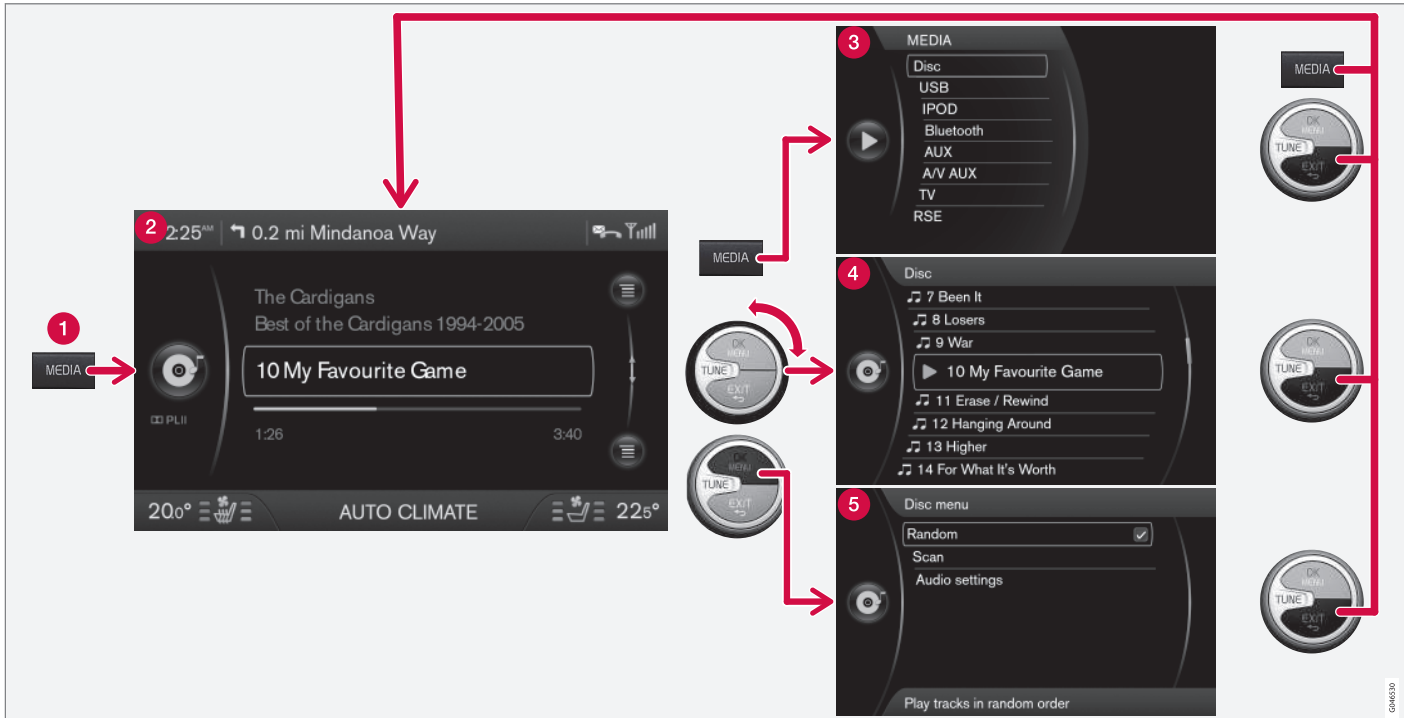 1
MEDIA
2
2:25AM
0.2 mi Mindanoa Way
The Cardigans
Best of the Cardigans 1994-2005
10 My Favourite Game
1:26
3:40
PLII
20.0°
AUTO CLIMATE
22.5°
MEDIA
OK
MENU
TUNE
EXIT
OK
MENU
TUNE
EXIT
3
MEDIA
Disc
USB
IPOD
Bluetooth
AUX
A/V AUX
TV
RSE
4
Disc
7 Been It
8 Losers
9 War
10 My Favourite Game
11 Erase / Rewind
12 Hanging Around
13 Higher
14 For What It's Worth
5
Disc menu
Random
Scan
Audio settings
Play tracks in random order
MEDIA
OK
MENU
TUNE
EXIT
OK
MENU
TUNE
EXIT
OK
MENU
TUNE
EXIT
G046530